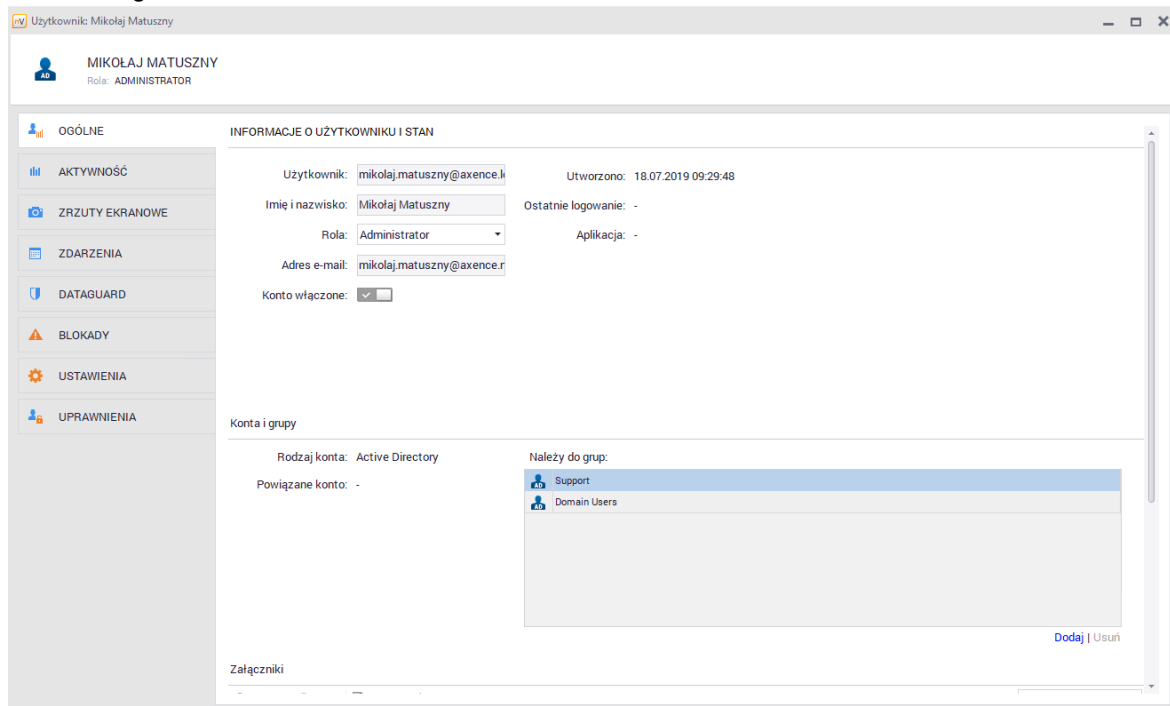 nV Użytkownik: Mikołaj Matuszny
MIKOŁAJ MATUSZNY
AD Rola: ADMINISTRATOR
OGÓLNE
AKTYWNOŚĆ
ZRZUTY EKRANOWE
ZDARZENIA
DATAGUARD
BLOKADY
USTAWIENIA
UPRAWNIENIA
INFORMACJE O UŻYTKOWNIKU I STAN
Użytkownik: mikolaj.matuszny@axence.l
Utworzono: 18.07.2019 09:29:48
Imię i nazwisko: Mikołaj Matuszny
Ostatnie logowanie: -
Rola: Administrator
Aplikacja: -
Adres e-mail: mikolaj.matuszny@axence.r
Konto włączone:
Konta i grupy
Rodzaj konta: Active Directory
Należy do grup:
Powiązane konto: -
AD Support
AD Domain Users
Dodaj | Usuń
Załączniki